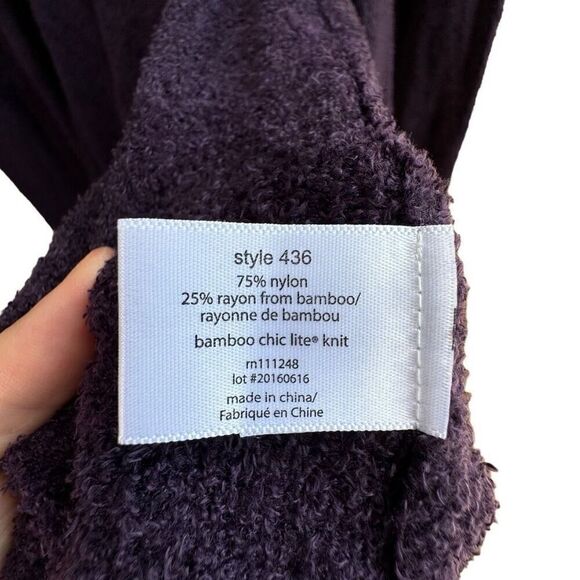 style 436
75% nylon
25% rayon from bamboo/
rayonne de bambou
bamboo chic lite® knit
rn111248
lot #20160616
made in china/
Fabriqué en Chine